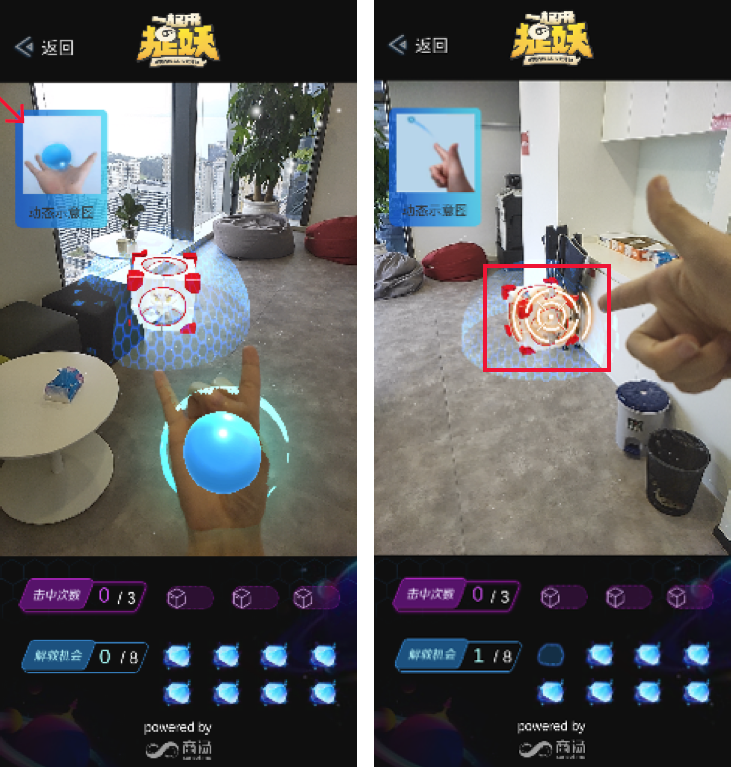 返回
一起来捉妖
动态示意图
击中次数 0 / 3
解救机会 0 / 8
powered by
商汤
返回
一起来捉妖
动态示意图
击中次数 0 / 3
解救机会 1 / 8
powered by
商汤